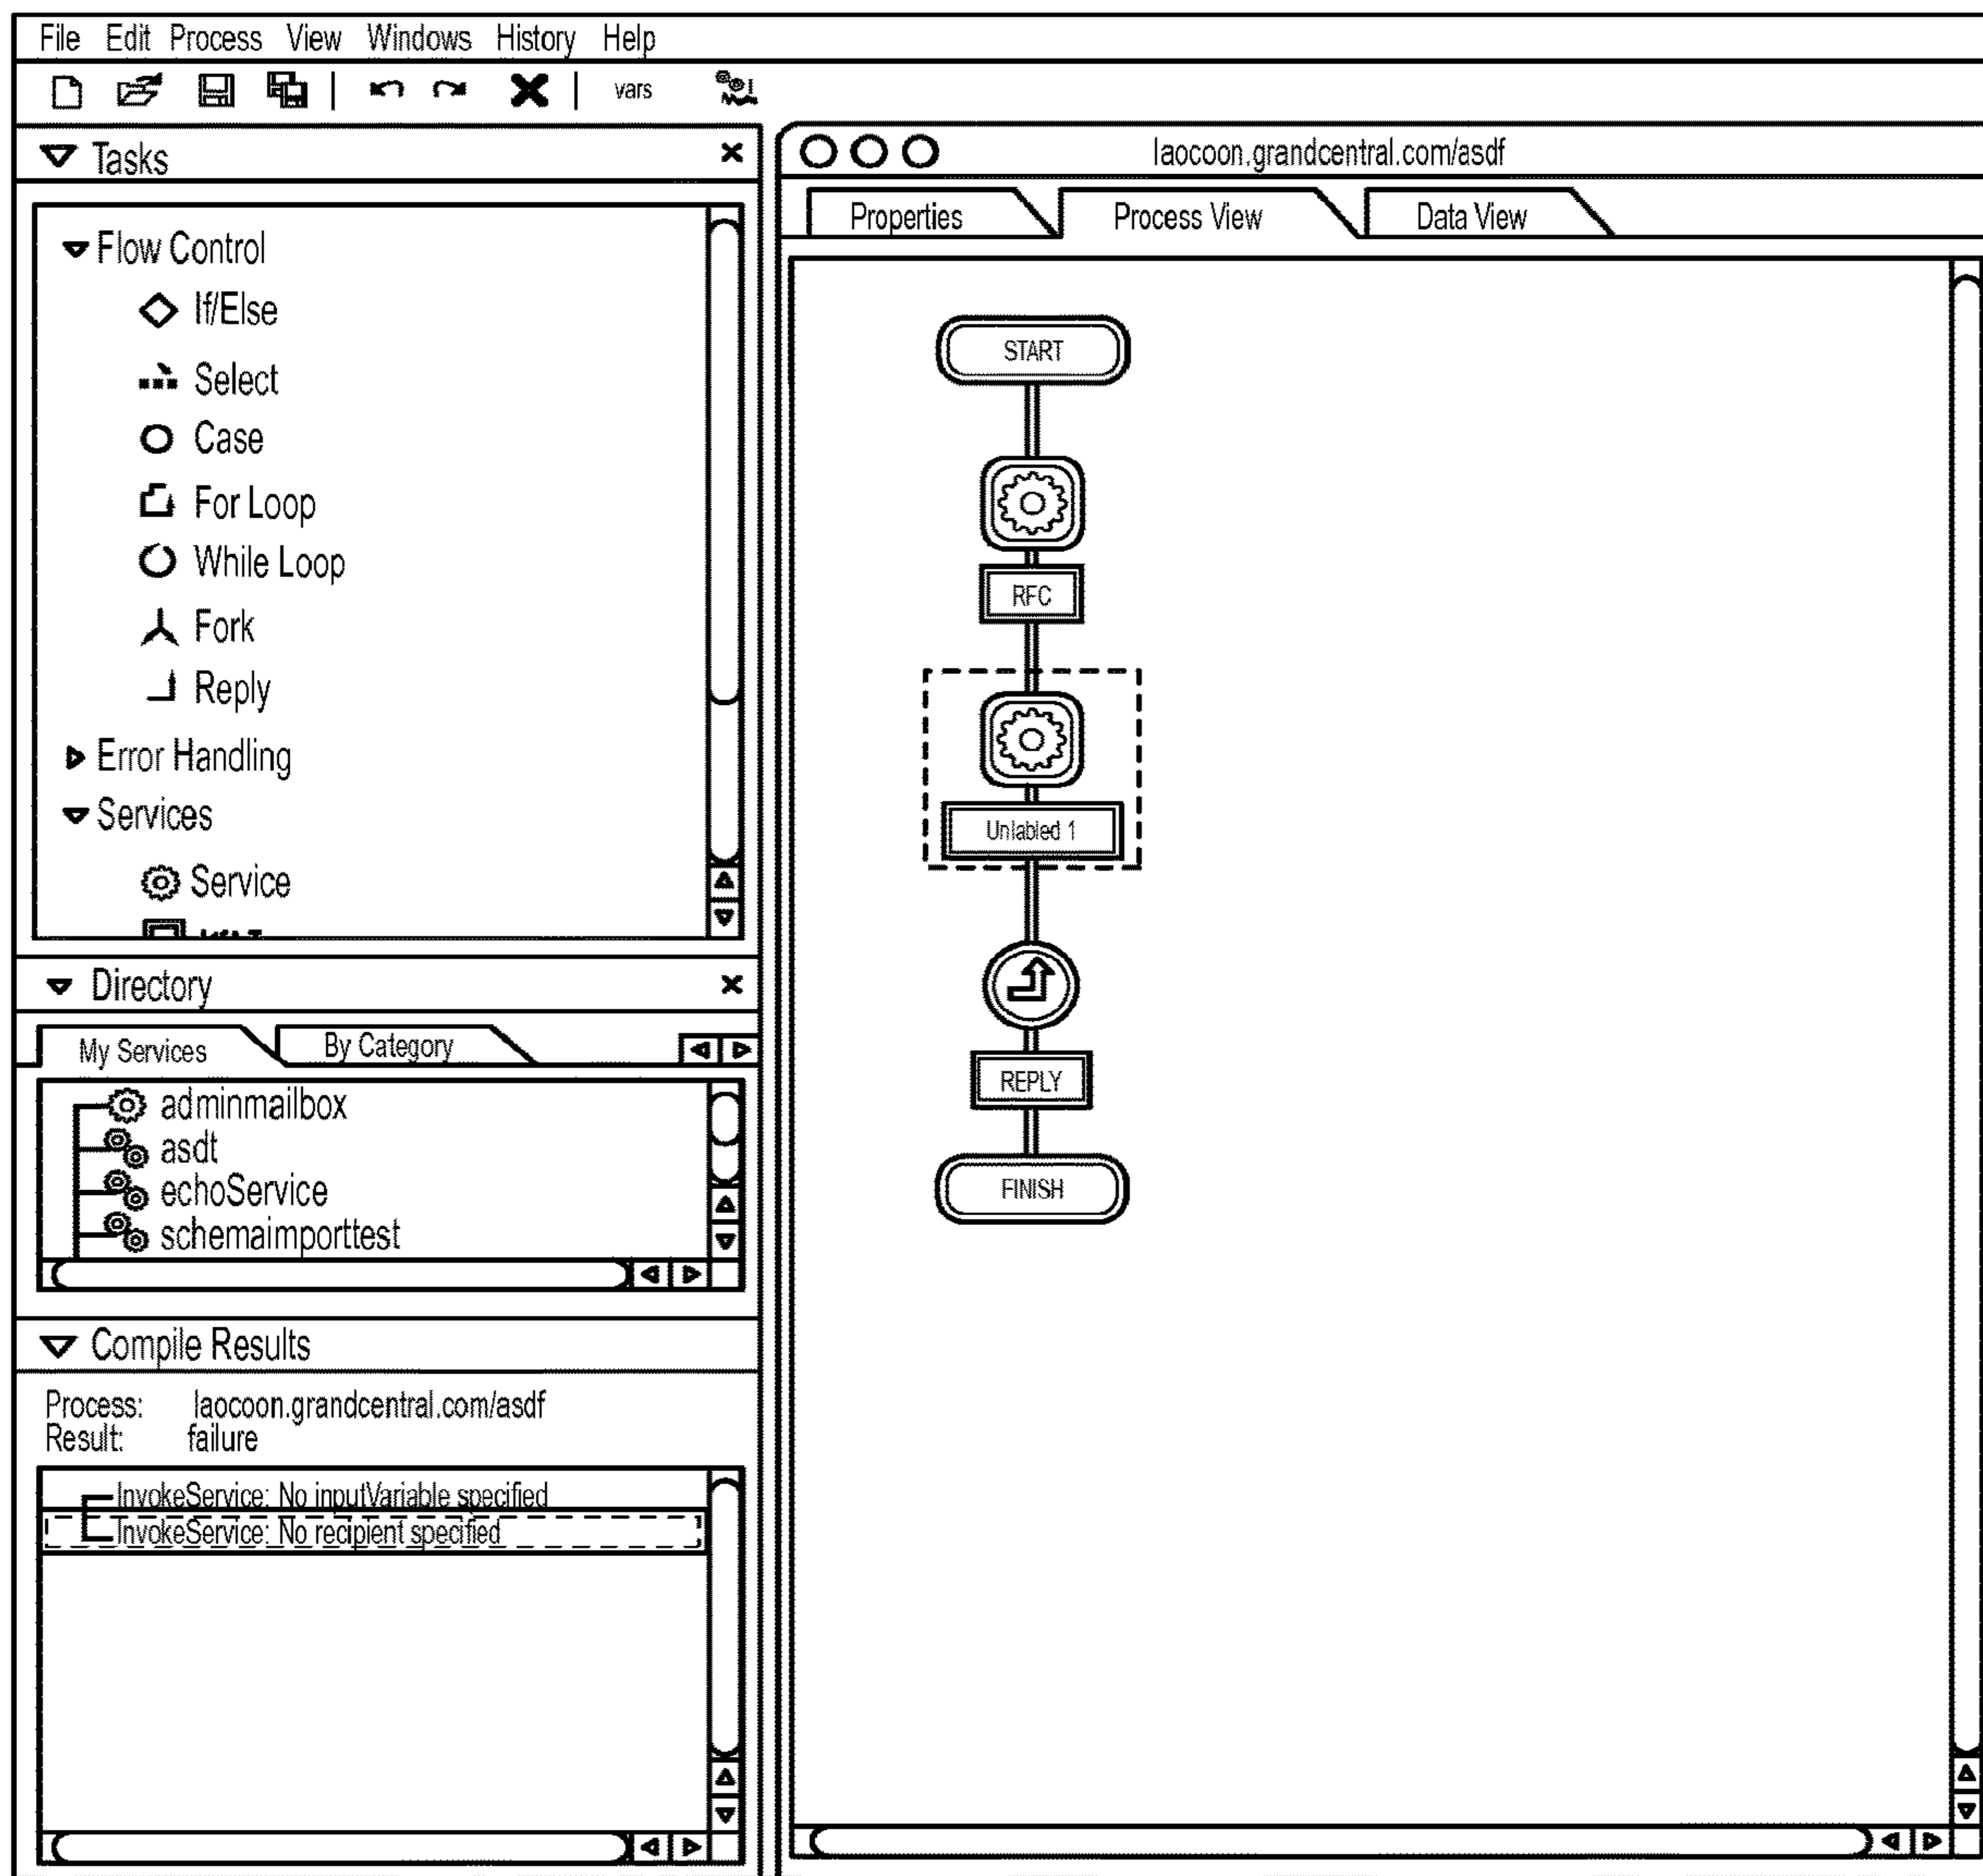 File Edit Process View Windows History Help
vars
Tasks
Flow Control
If/Else
Select
Case
For Loop
While Loop
Fork
Reply
Error Handling
Services
Service
Directory
My Services By Category
adminmailbox
asdt
echoService
schemaimporttest
Compile Results
Process: laocoon.grandcentral.com/asdf
Result: failure
InvokeService: No inputVariable specified
InvokeService: No recipient specified
laocoon.grandcentral.com/asdf
Properties Process View Data View
START
RFC
Unlabled 1
REPLY
FINISH